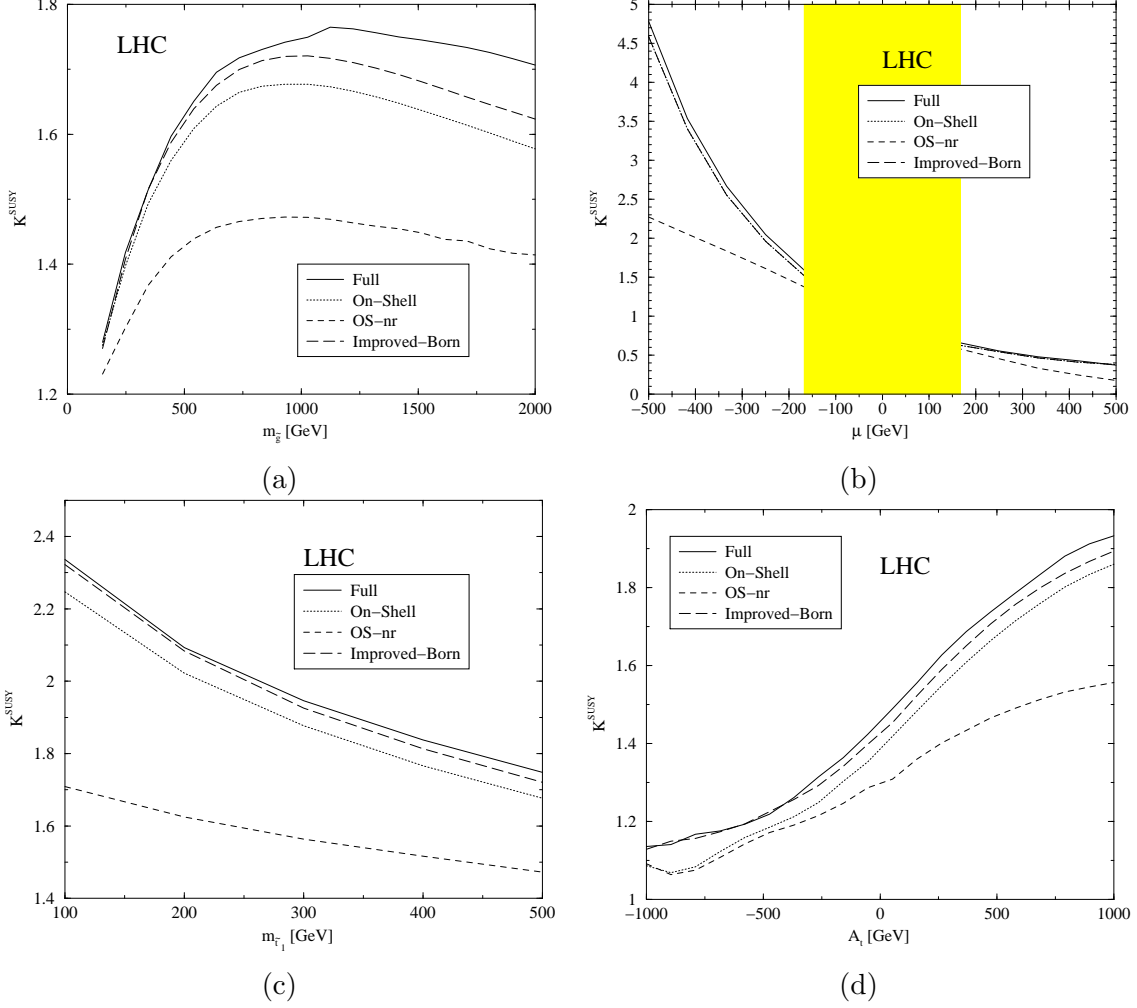 1.8
1.6
1.4
1.2
K^SUSY
LHC
Full
On−Shell
OS−nr
Improved−Born
0 500 1000 1500 2000
m_g̃ [GeV]
(a)
5
4.5
4
3.5
3
2.5
2
1.5
1
0.5
0
K^SUSY
LHC
Full
On−Shell
OS−nr
Improved−Born
−500 −400 −300 −200 −100 0 100 200 300 400 500
μ [GeV]
(b)
2.4
2.2
2
1.8
1.6
1.4
K^SUSY
LHC
Full
On−Shell
OS−nr
Improved−Born
100 200 300 400 500
m_t̃_1 [GeV]
(c)
2
1.8
1.6
1.4
1.2
1
K^SUSY
LHC
Full
On−Shell
OS−nr
Improved−Born
−1000 −500 0 500 1000
A_t [GeV]
(d)